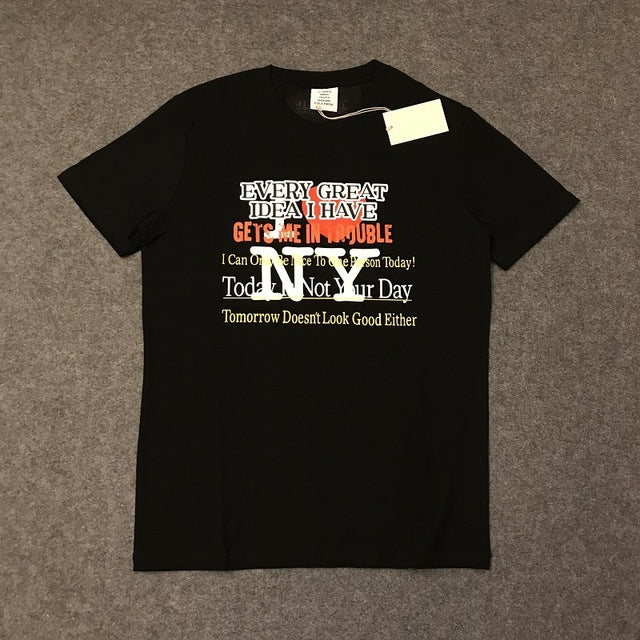 EVERY GREAT
IDEA I HAVE
GETS ME IN TROUBLE
I Can Only Be Nice To One Person Today!
NY
Today Is Not Your Day
Tomorrow Doesn't Look Good Either